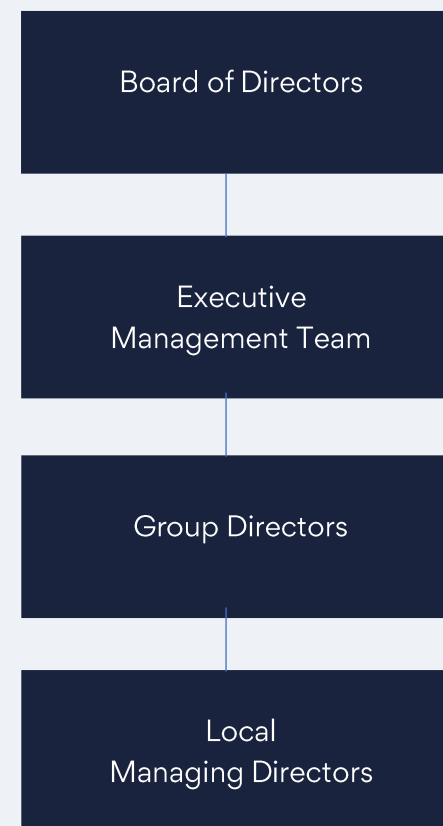 Board of Directors
Executive
Management Team
Group Directors
Local
Managing Directors